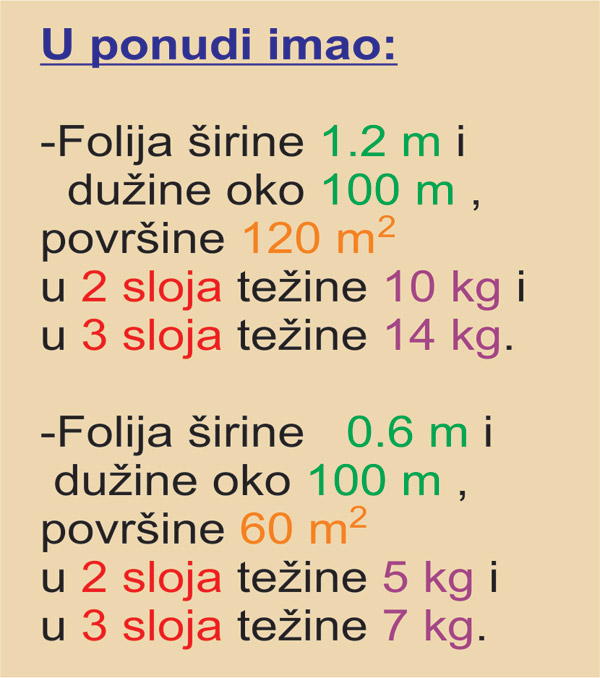 U ponudi imao:
-Folija širine 1.2 m i
dužine oko 100 m ,
površine 120 m²
u 2 sloja težine 10 kg i
u 3 sloja težine 14 kg.
-Folija širine 0.6 m i
dužine oko 100 m ,
površine 60 m²
u 2 sloja težine 5 kg i
u 3 sloja težine 7 kg.